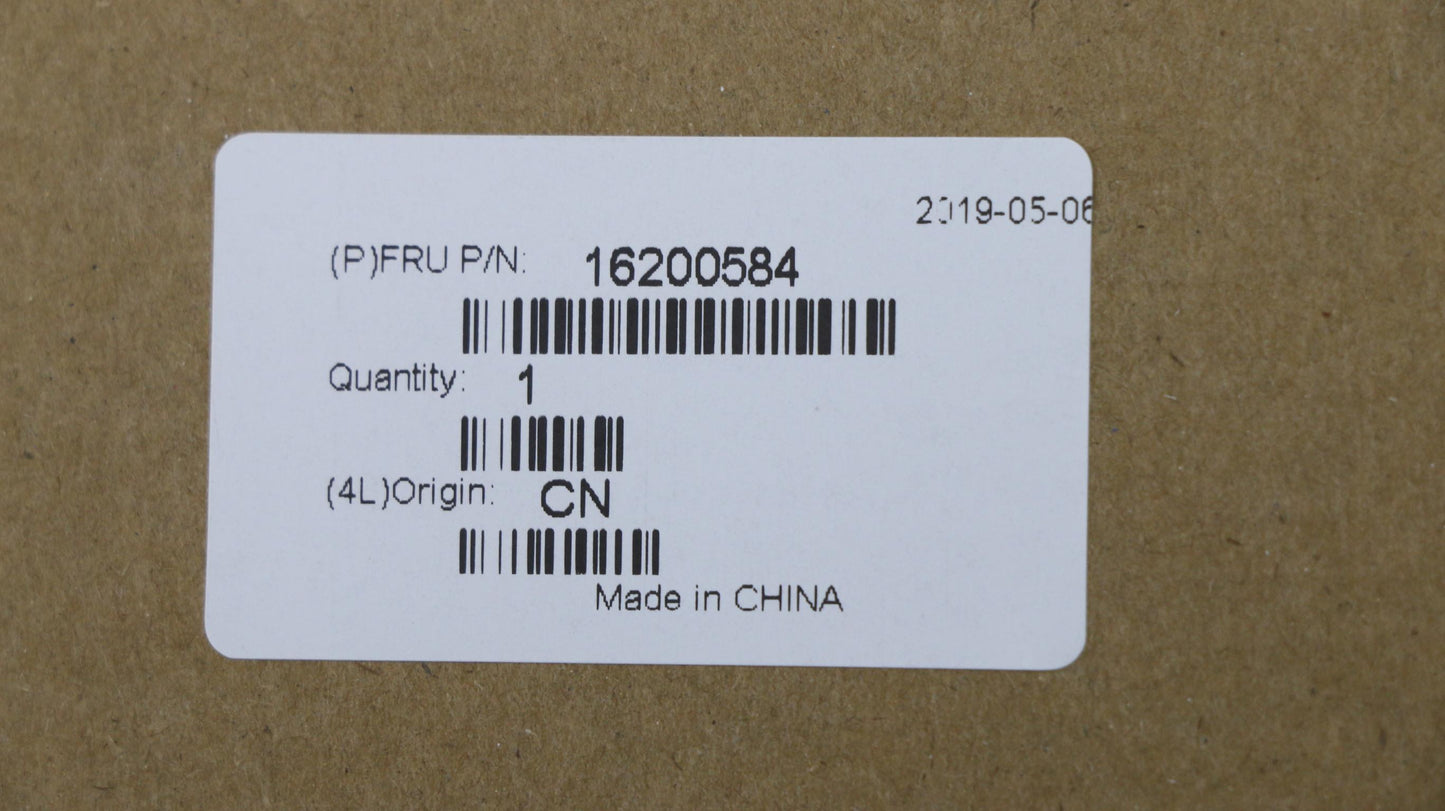 2019-05-06
(P)FRU P/N: 16200584
Quantity: 1
(4L)Origin: CN
Made in CHINA